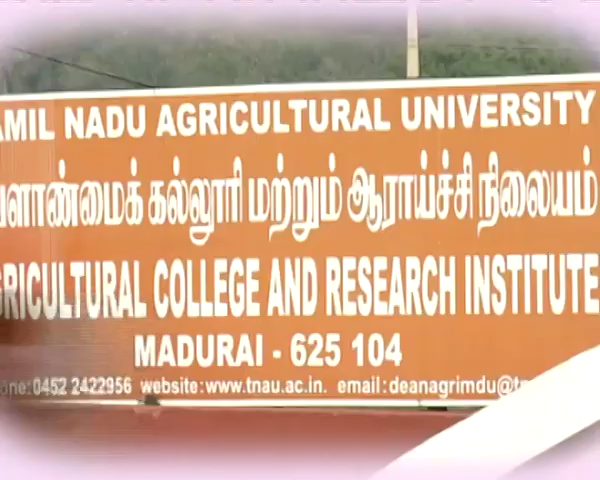 AMIL NADU AGRICULTURAL UNIVERSITY
வளாண்மைக் கல்லூரி மற்றும் ஆராய்ச்சி நிலையம்
GRICULTURAL COLLEGE AND RESEARCH INSTITUTE
MADURAI - 625 104
one:0452 2422956 website:www.tnau.ac.in. email:deanagrimdu@t